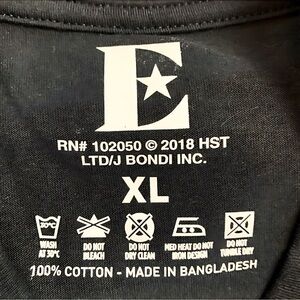 E
RN# 102050 © 2018 HST
LTD/J BONDI INC.
XL
30°C
WASH AT 30°C
DO NOT BLEACH
DO NOT DRY CLEAN
MED HEAT DO NOT IRON DESIGN
DO NOT TUMBLE DRY
100% COTTON - MADE IN BANGLADESH